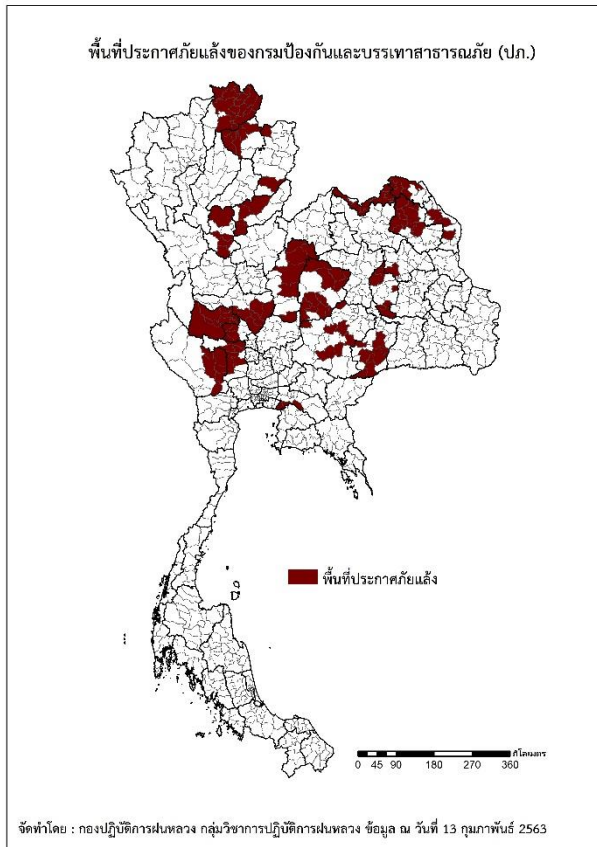 พื้นที่ประกาศภัยแล้งของกรมป้องกันและบรรเทาสาธารณภัย (ปภ.)
พื้นที่ประกาศภัยแล้ง
กิโลเมตร
0 45 90 180 270 360
จัดทำโดย : กองปฏิบัติการฝนหลวง กลุ่มวิชาการปฏิบัติการฝนหลวง ข้อมูล ณ วันที่ 13 กุมภาพันธ์ 2563